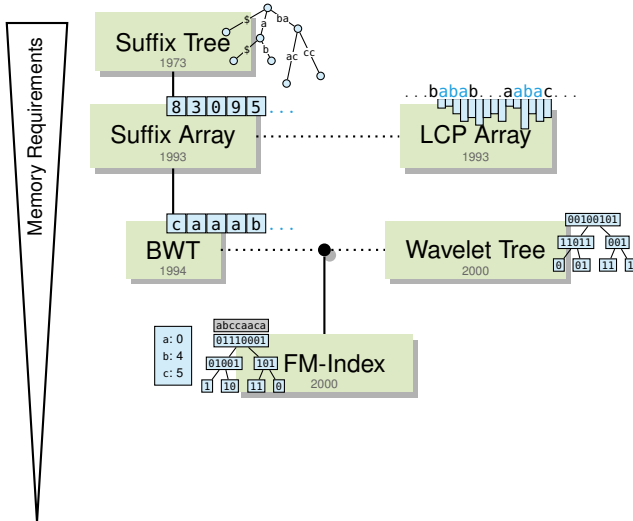 Memory Requirements
Suffix Tree
1973
$ a ba
$ b ac cc
8 3 0 9 5 ...
Suffix Array
1993
...babab...aabac...
LCP Array
1993
c a a a a b ...
BWT
1994
Wavelet Tree
2000
00100101
11011 001
0 01 11 1
a: 0
b: 4
c: 5
abccaaca
01110001
01001 101
1 10 11 0
FM-Index
2000